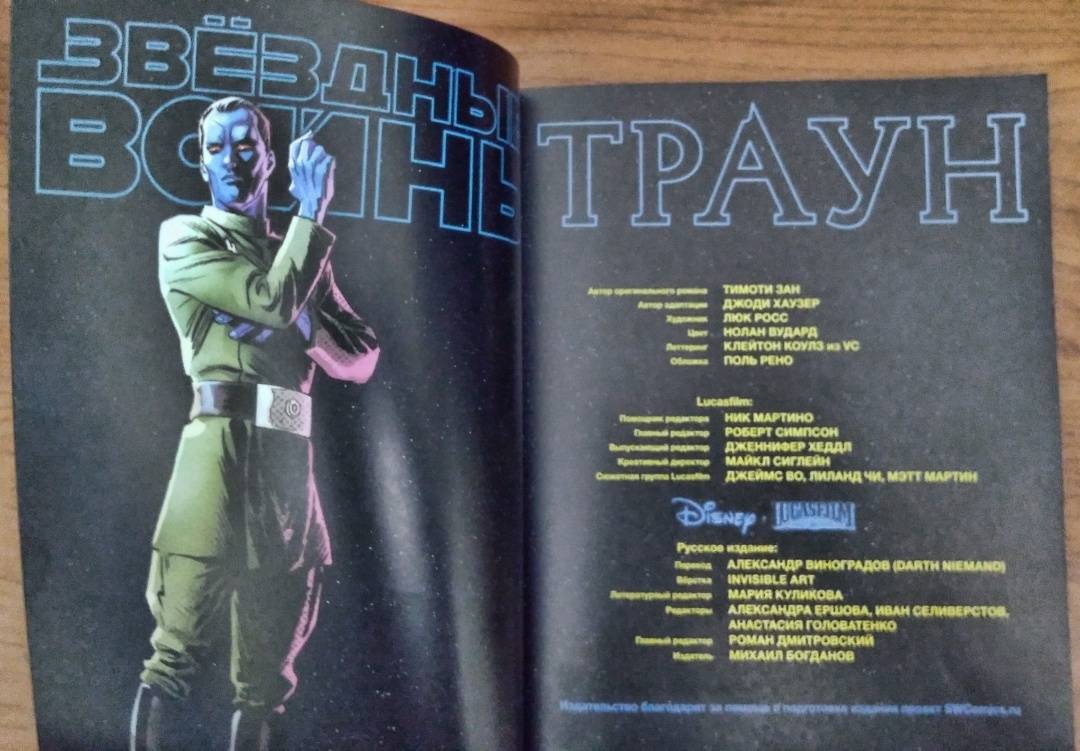 ЗВЁЗДНЫЕ
ВОЙНЫ
ТРАУН
Автор оригинального романа ТИМОТИ ЗАН
Автор адаптации ДЖОДИ ХАУЗЕР
Художник ЛЮК РОСС
Цвет НОЛАН ВУДАРД
Леттеринг КЛЕЙТОН КОУЛЗ из VC
Обложка ПОЛЬ РЕНО
Lucasfilm:
Помощник редактора НИК МАРТИНО
Главный редактор РОБЕРТ СИМПСОН
Выпускающий редактор ДЖЕННИФЕР ХЕДДЛ
Креативный директор МАЙКЛ СИГЛЕЙН
Сюжетная группа Lucasfilm ДЖЕЙМС ВО, ЛИЛАНД ЧИ, МЭТТ МАРТИН
Disney · LUCASFILM
Русское издание:
Перевод АЛЕКСАНДР ВИНОГРАДОВ (DARTH NIEMAND)
Вёрстка INVISIBLE ART
Литературный редактор МАРИЯ КУЛИКОВА
Редакторы АЛЕКСАНДРА ЕРШОВА, ИВАН СЕЛИВЕРСТОВ,
АНАСТАСИЯ ГОЛОВАТЕНКО
Главный редактор РОМАН ДМИТРОВСКИЙ
Издатель МИХАИЛ БОГДАНОВ
Издательство благодарит за помощь в подготовке издания проект SWComics.ru